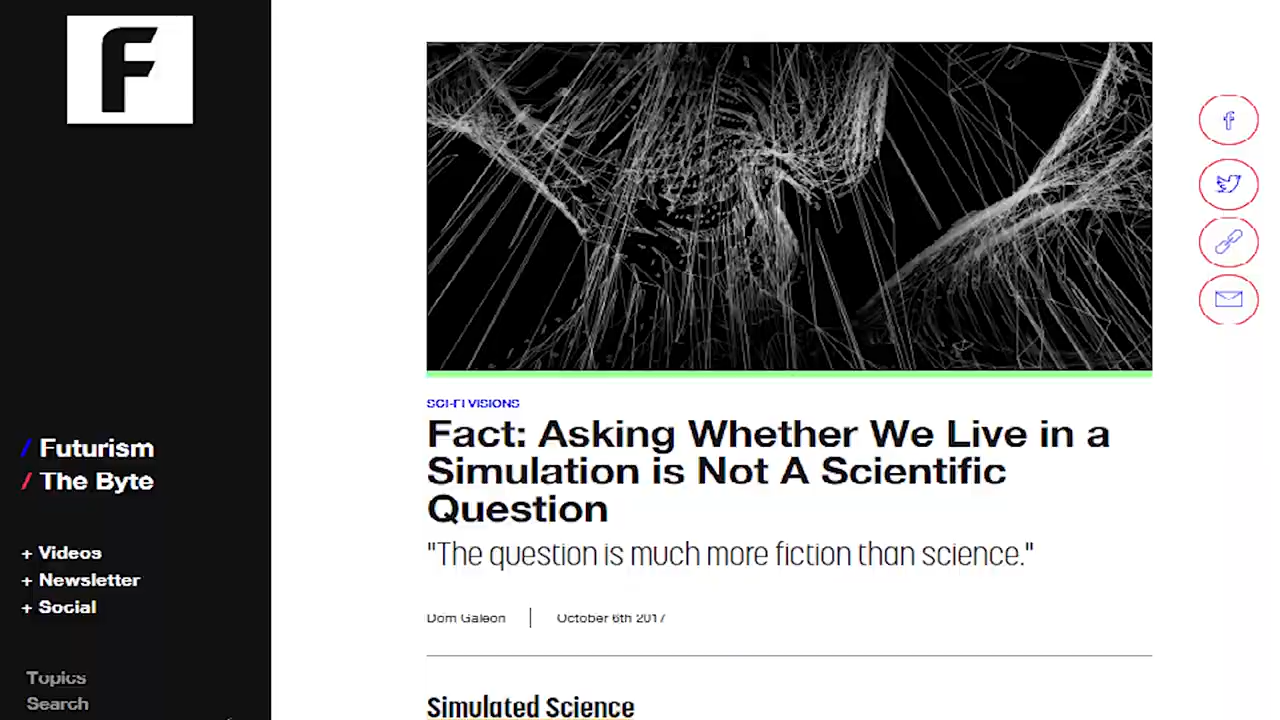 F
/ Futurism
/ The Byte
+ Videos
+ Newsletter
+ Social
Topics
Search
SCI-FI VISIONS
Fact: Asking Whether We Live in a
Simulation is Not A Scientific
Question
"The question is much more fiction than science."
Dom Galeon | October 6th 2017
Simulated Science
f